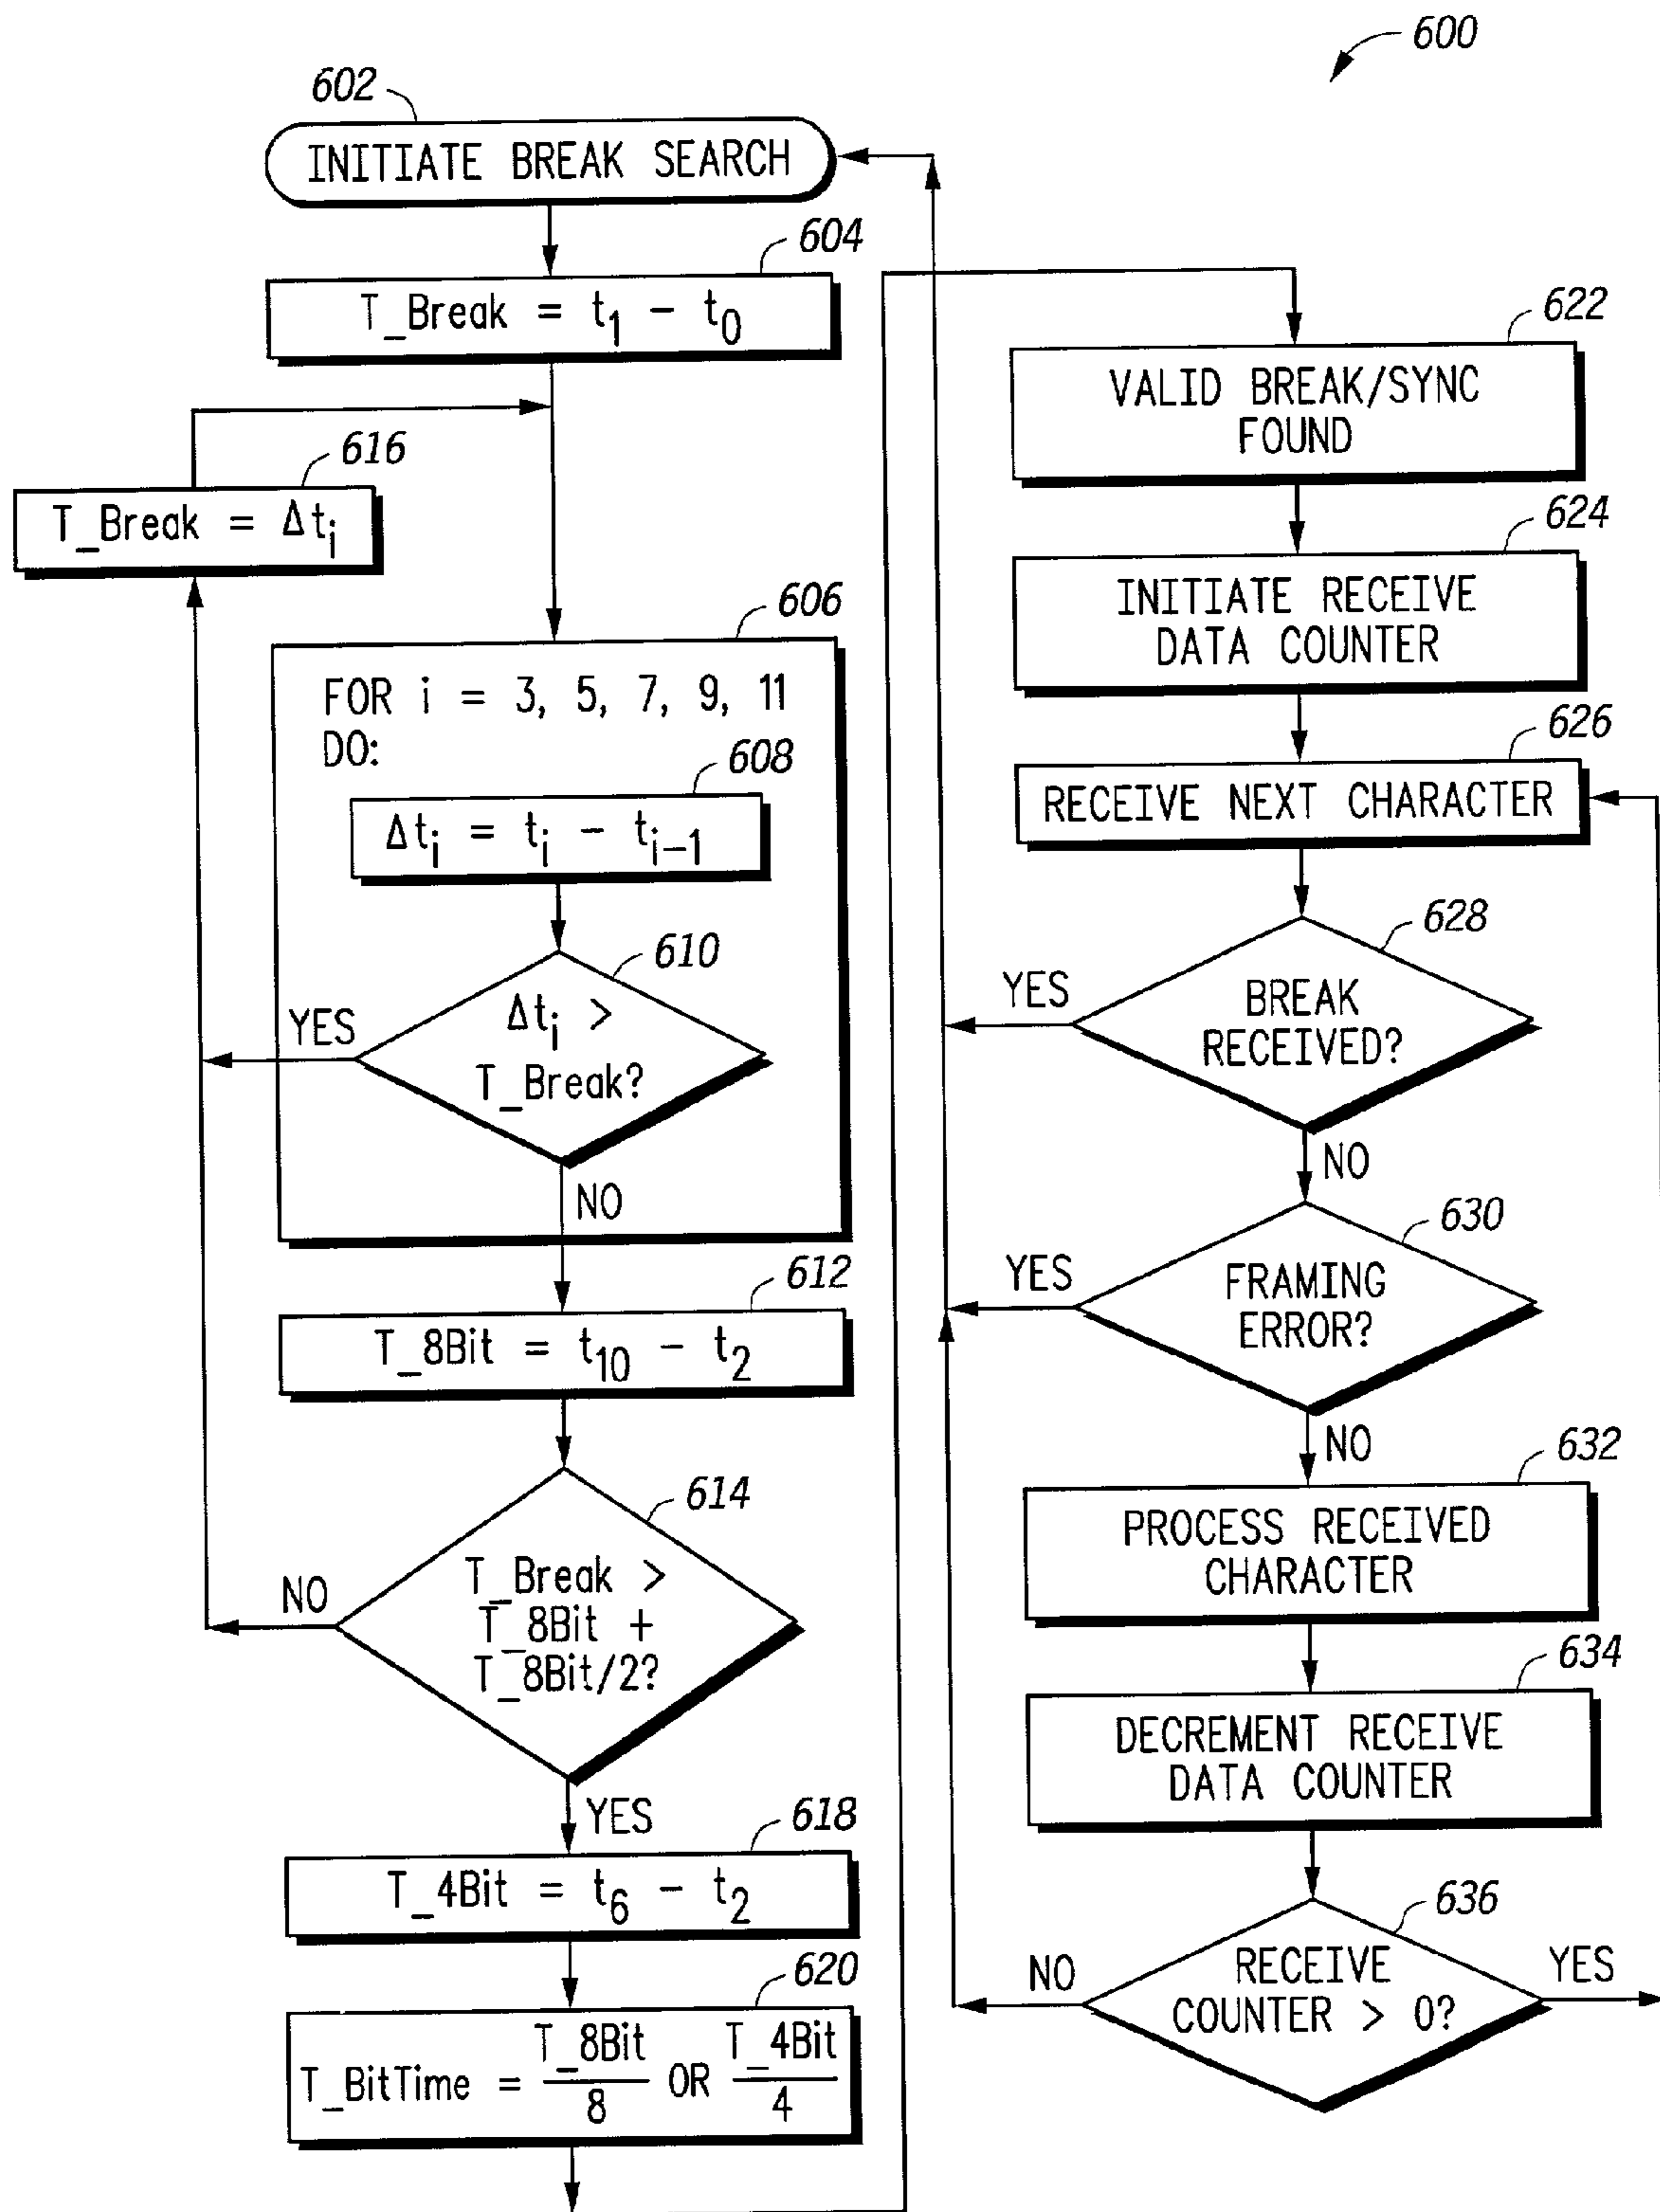 600
602
INITIATE BREAK SEARCH
604
T_Break = t1 - t0
616
T_Break = Δti
606
FOR i = 3, 5, 7, 9, 11
DO:
608
Δti = ti - ti-1
610
Δti >
T_Break?
YES
NO
612
T_8Bit = t10 - t2
614
T_Break >
T_8Bit +
T_8Bit/2?
NO
YES
618
T_4Bit = t6 - t2
620
T_BitTime = T_8Bit/8 OR T_4Bit/4
622
VALID BREAK/SYNC
FOUND
624
INITIATE RECEIVE
DATA COUNTER
626
RECEIVE NEXT CHARACTER
628
BREAK
RECEIVED?
YES
NO
630
FRAMING
ERROR?
YES
NO
632
PROCESS RECEIVED
CHARACTER
634
DECREMENT RECEIVE
DATA COUNTER
636
RECEIVE
COUNTER > 0?
NO
YES